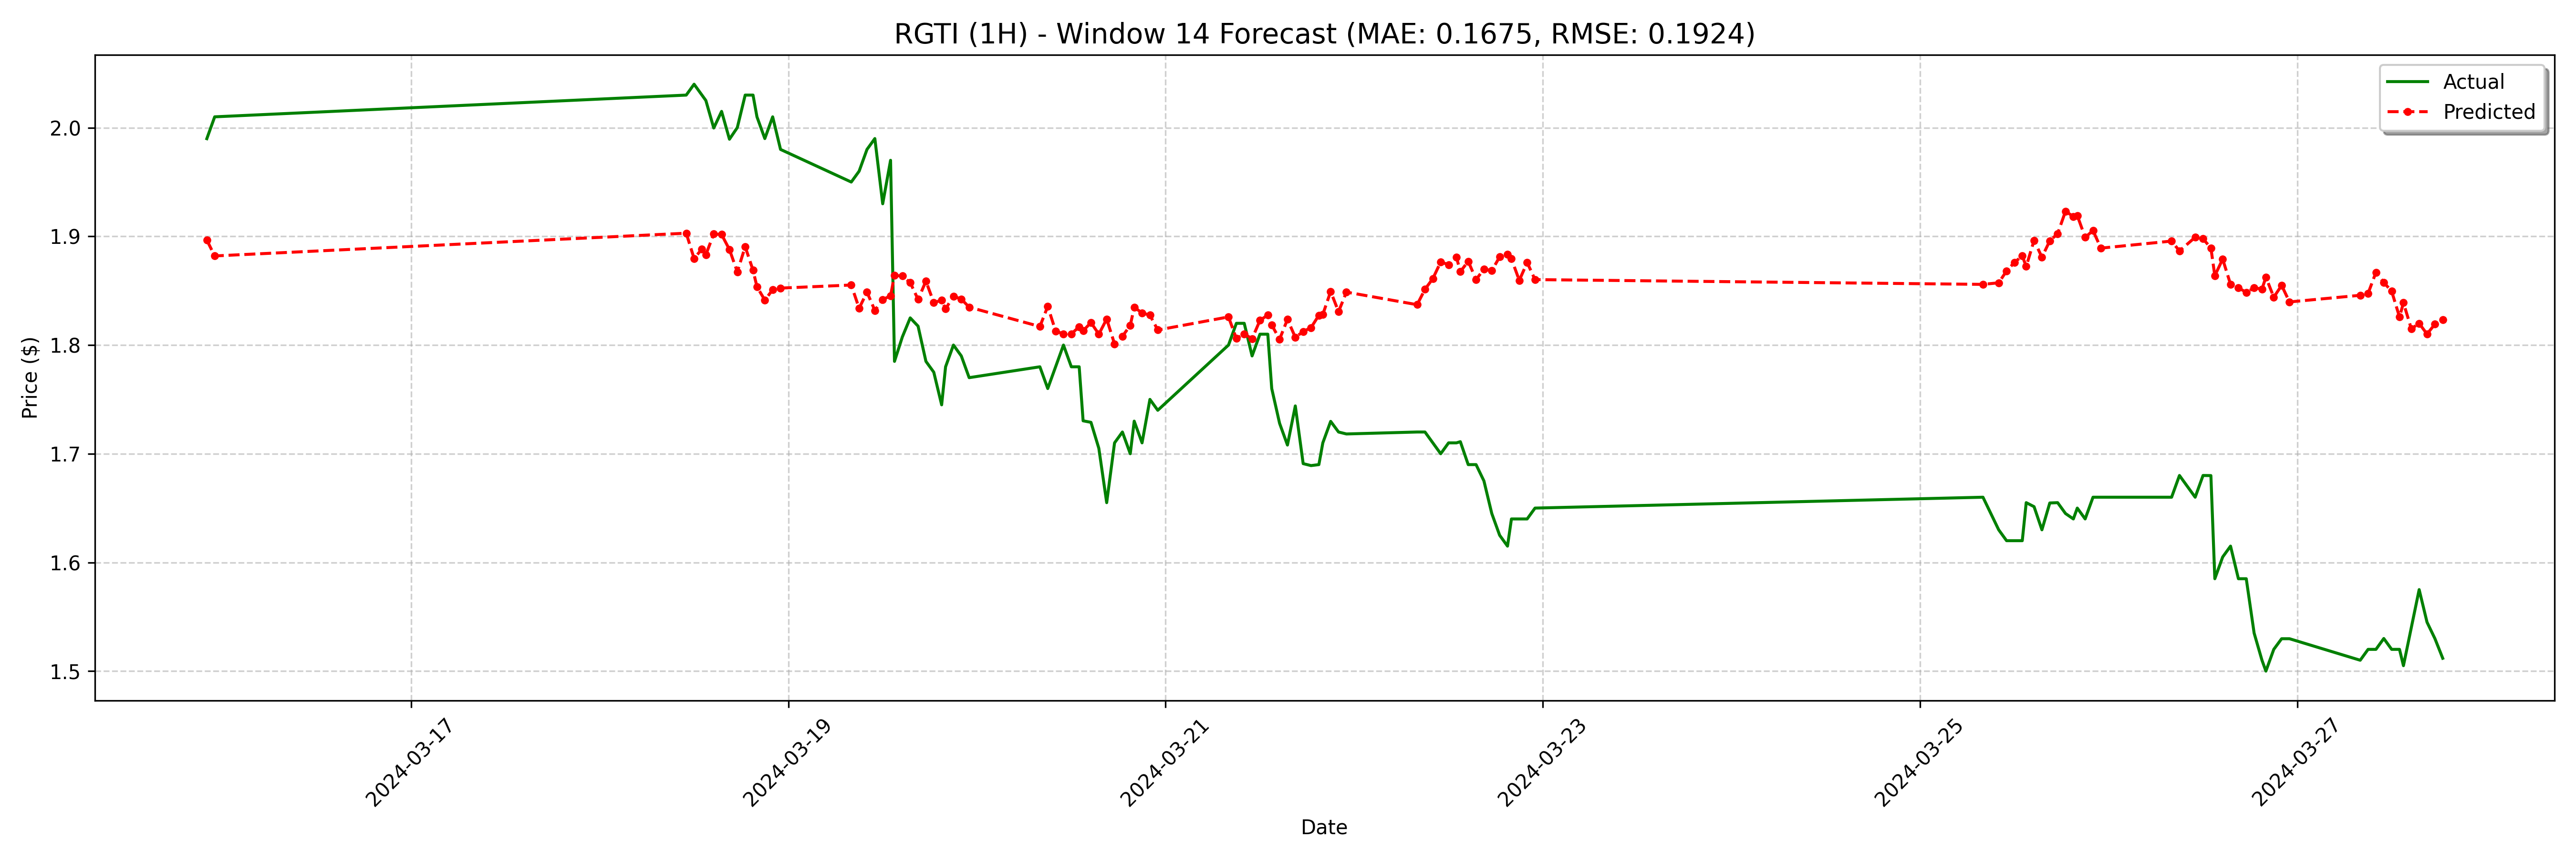 RGTI (1H) - Window 14 Forecast (MAE: 0.1675, RMSE: 0.1924)
Actual
Predicted
Price ($)
2.0
1.9
1.8
1.7
1.6
1.5
2024-03-17
2024-03-19
2024-03-21
2024-03-23
2024-03-25
2024-03-27
Date